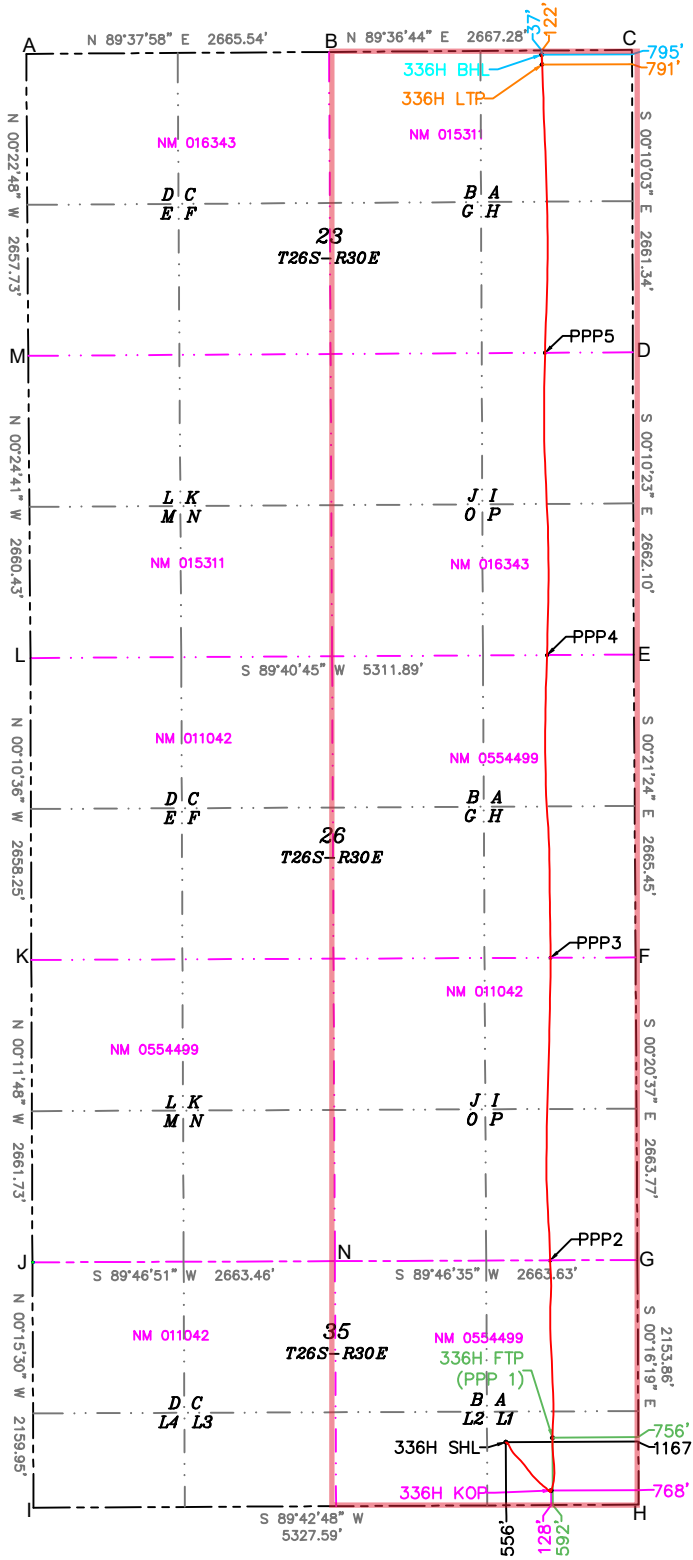 37'
122'
A
N 89°37'58" E 2665.54'
B
N 89°36'44" E 2667.28'
C
795'
336H BHL
791'
336H LTP
NM 016343
NM 015311
N 00°22'48" W 2657.73'
S 00°10'03" E 2661.34'
D C
E F
B A
G H
23
T26S-R30E
PPP5
M
D
N 00°24'41" W 2660.43'
S 00°10'23" E 2662.10'
L K
M N
J I
O P
NM 015311
NM 016343
PPP4
L
E
S 89°40'45" W 5311.89'
N 00°10'36" W 2658.25'
S 00°21'24" E 2665.45'
NM 011042
NM 0554499
D C
E F
B A
G H
26
T26S-R30E
PPP3
K
F
NM 011042
N 00°11'48" W 2661.73'
S 00°20'37" E 2663.77'
NM 0554499
L K
M N
J I
O P
PPP2
J
N
G
S 89°46'51" W 2663.46'
S 89°46'35" W 2663.63'
N 00°15'30" W 2159.95'
S 00°16'19" E
2153.86'
NM 011042
35
T26S-R30E
NM 0554499
336H FTP
(PPP 1)
D C
L4 L3
B A
L2 L1
756'
336H SHL
1167
336H KOP
768'
I
H
S 89°42'48" W
5327.59'
556'
128'
592'